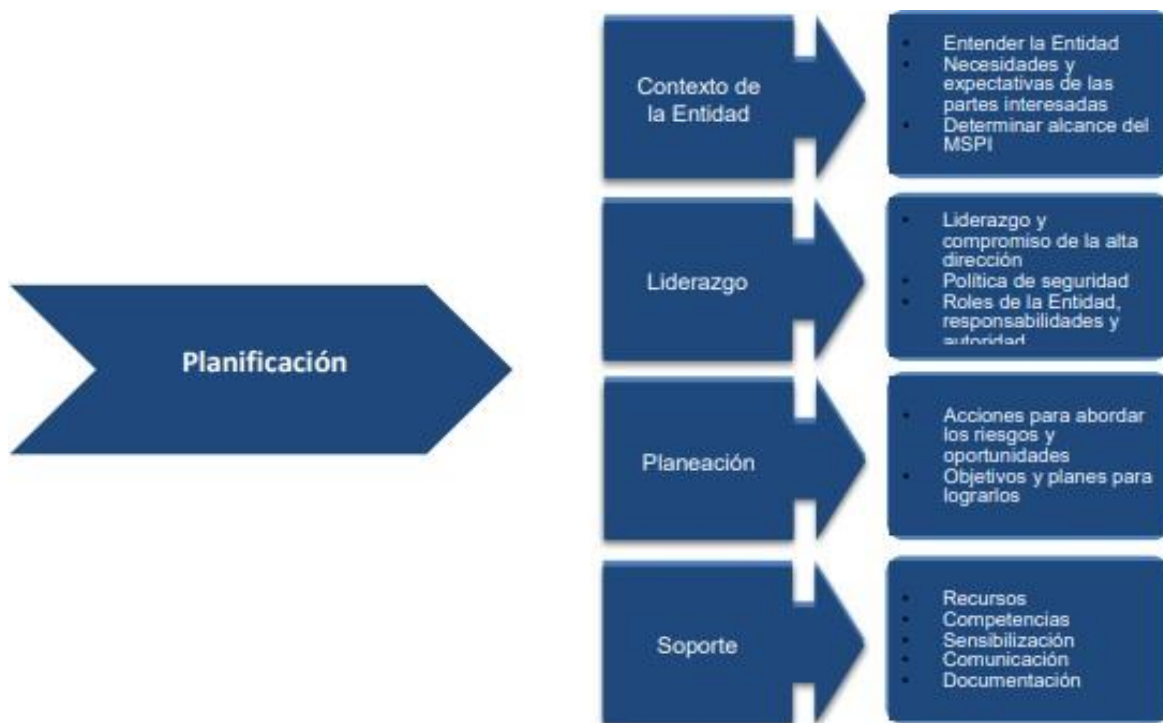 Planificación
Contexto de
la Entidad
• Entender la Entidad
• Necesidades y
expectativas de las
partes interesadas
• Determinar alcance del
MSPI
Liderazgo
• Liderazgo y
compromiso de la alta
dirección
• Política de seguridad
• Roles de la Entidad,
responsabilidades y
autoridad
Planeación
• Acciones para abordar
los riesgos y
oportunidades
• Objetivos y planes para
lograrlos
Soporte
• Recursos
• Competencias
• Sensibilización
• Comunicación
• Documentación